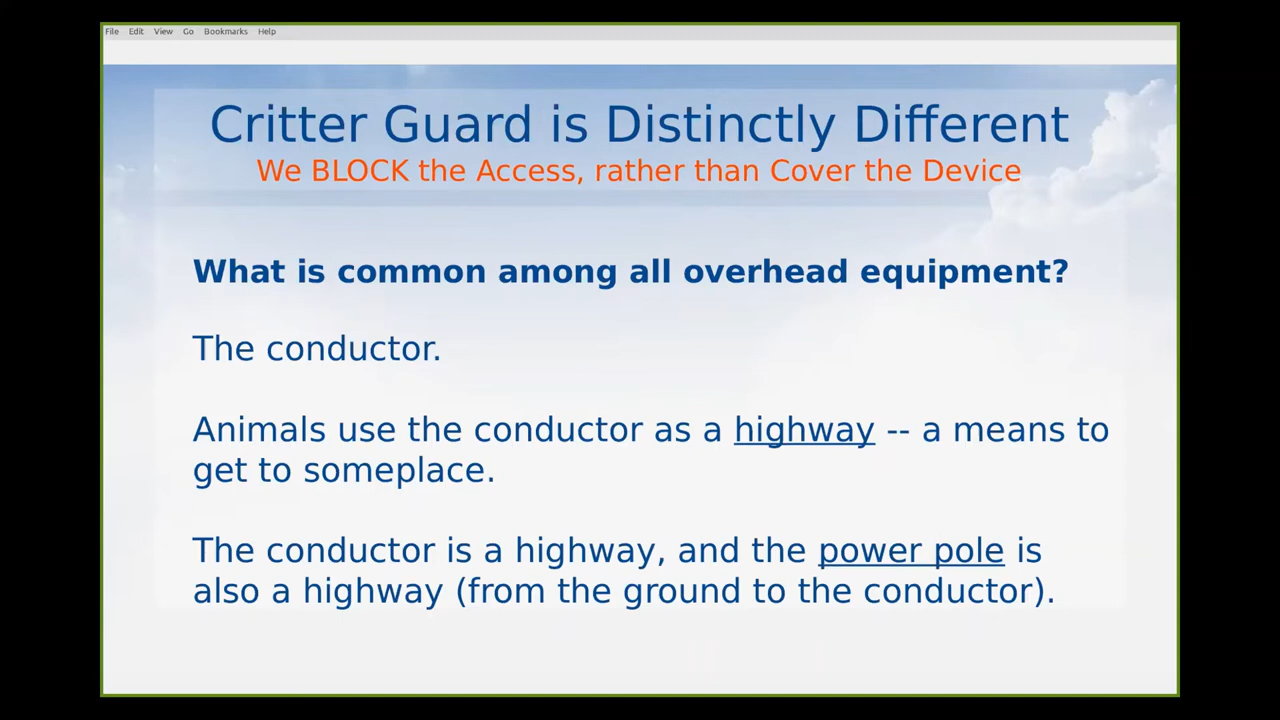 File Edit View Go Bookmarks Help
Critter Guard is Distinctly Different
We BLOCK the Access, rather than Cover the Device
What is common among all overhead equipment?
The conductor.
Animals use the conductor as a highway -- a means to
get to someplace.
The conductor is a highway, and the power pole is
also a highway (from the ground to the conductor).